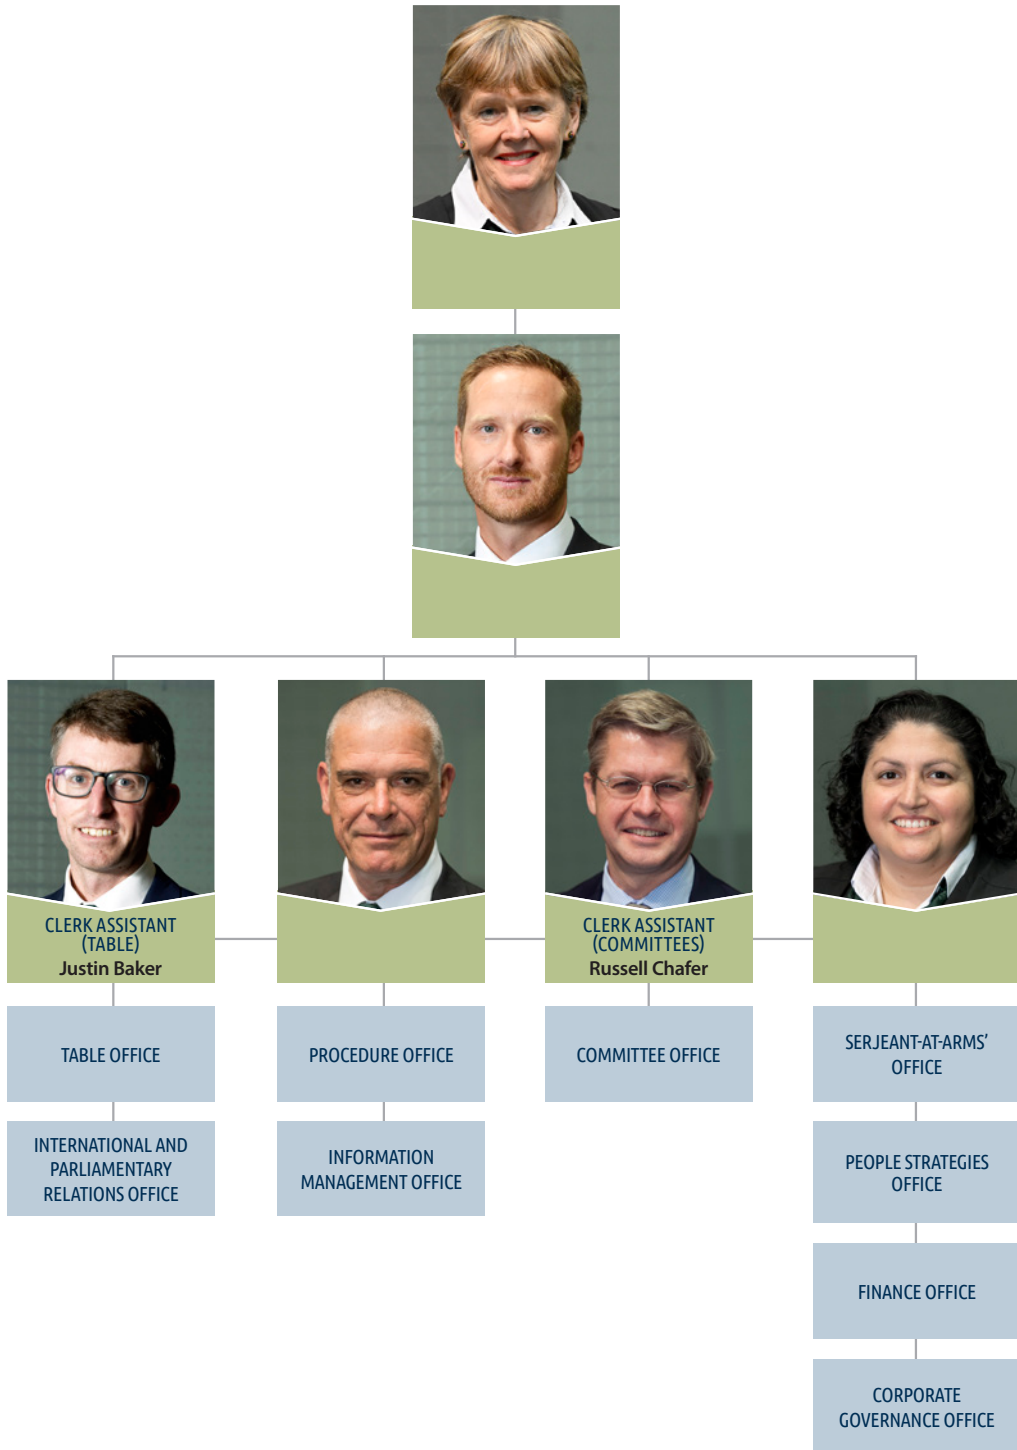 CLERK ASSISTANT
(TABLE)
Justin Baker
CLERK ASSISTANT
(COMMITTEES)
Russell Chafer
TABLE OFFICE
PROCEDURE OFFICE
COMMITTEE OFFICE
SERJEANT-AT-ARMS’
OFFICE
INTERNATIONAL AND
PARLIAMENTARY
RELATIONS OFFICE
INFORMATION
MANAGEMENT OFFICE
PEOPLE STRATEGIES
OFFICE
FINANCE OFFICE
CORPORATE
GOVERNANCE OFFICE